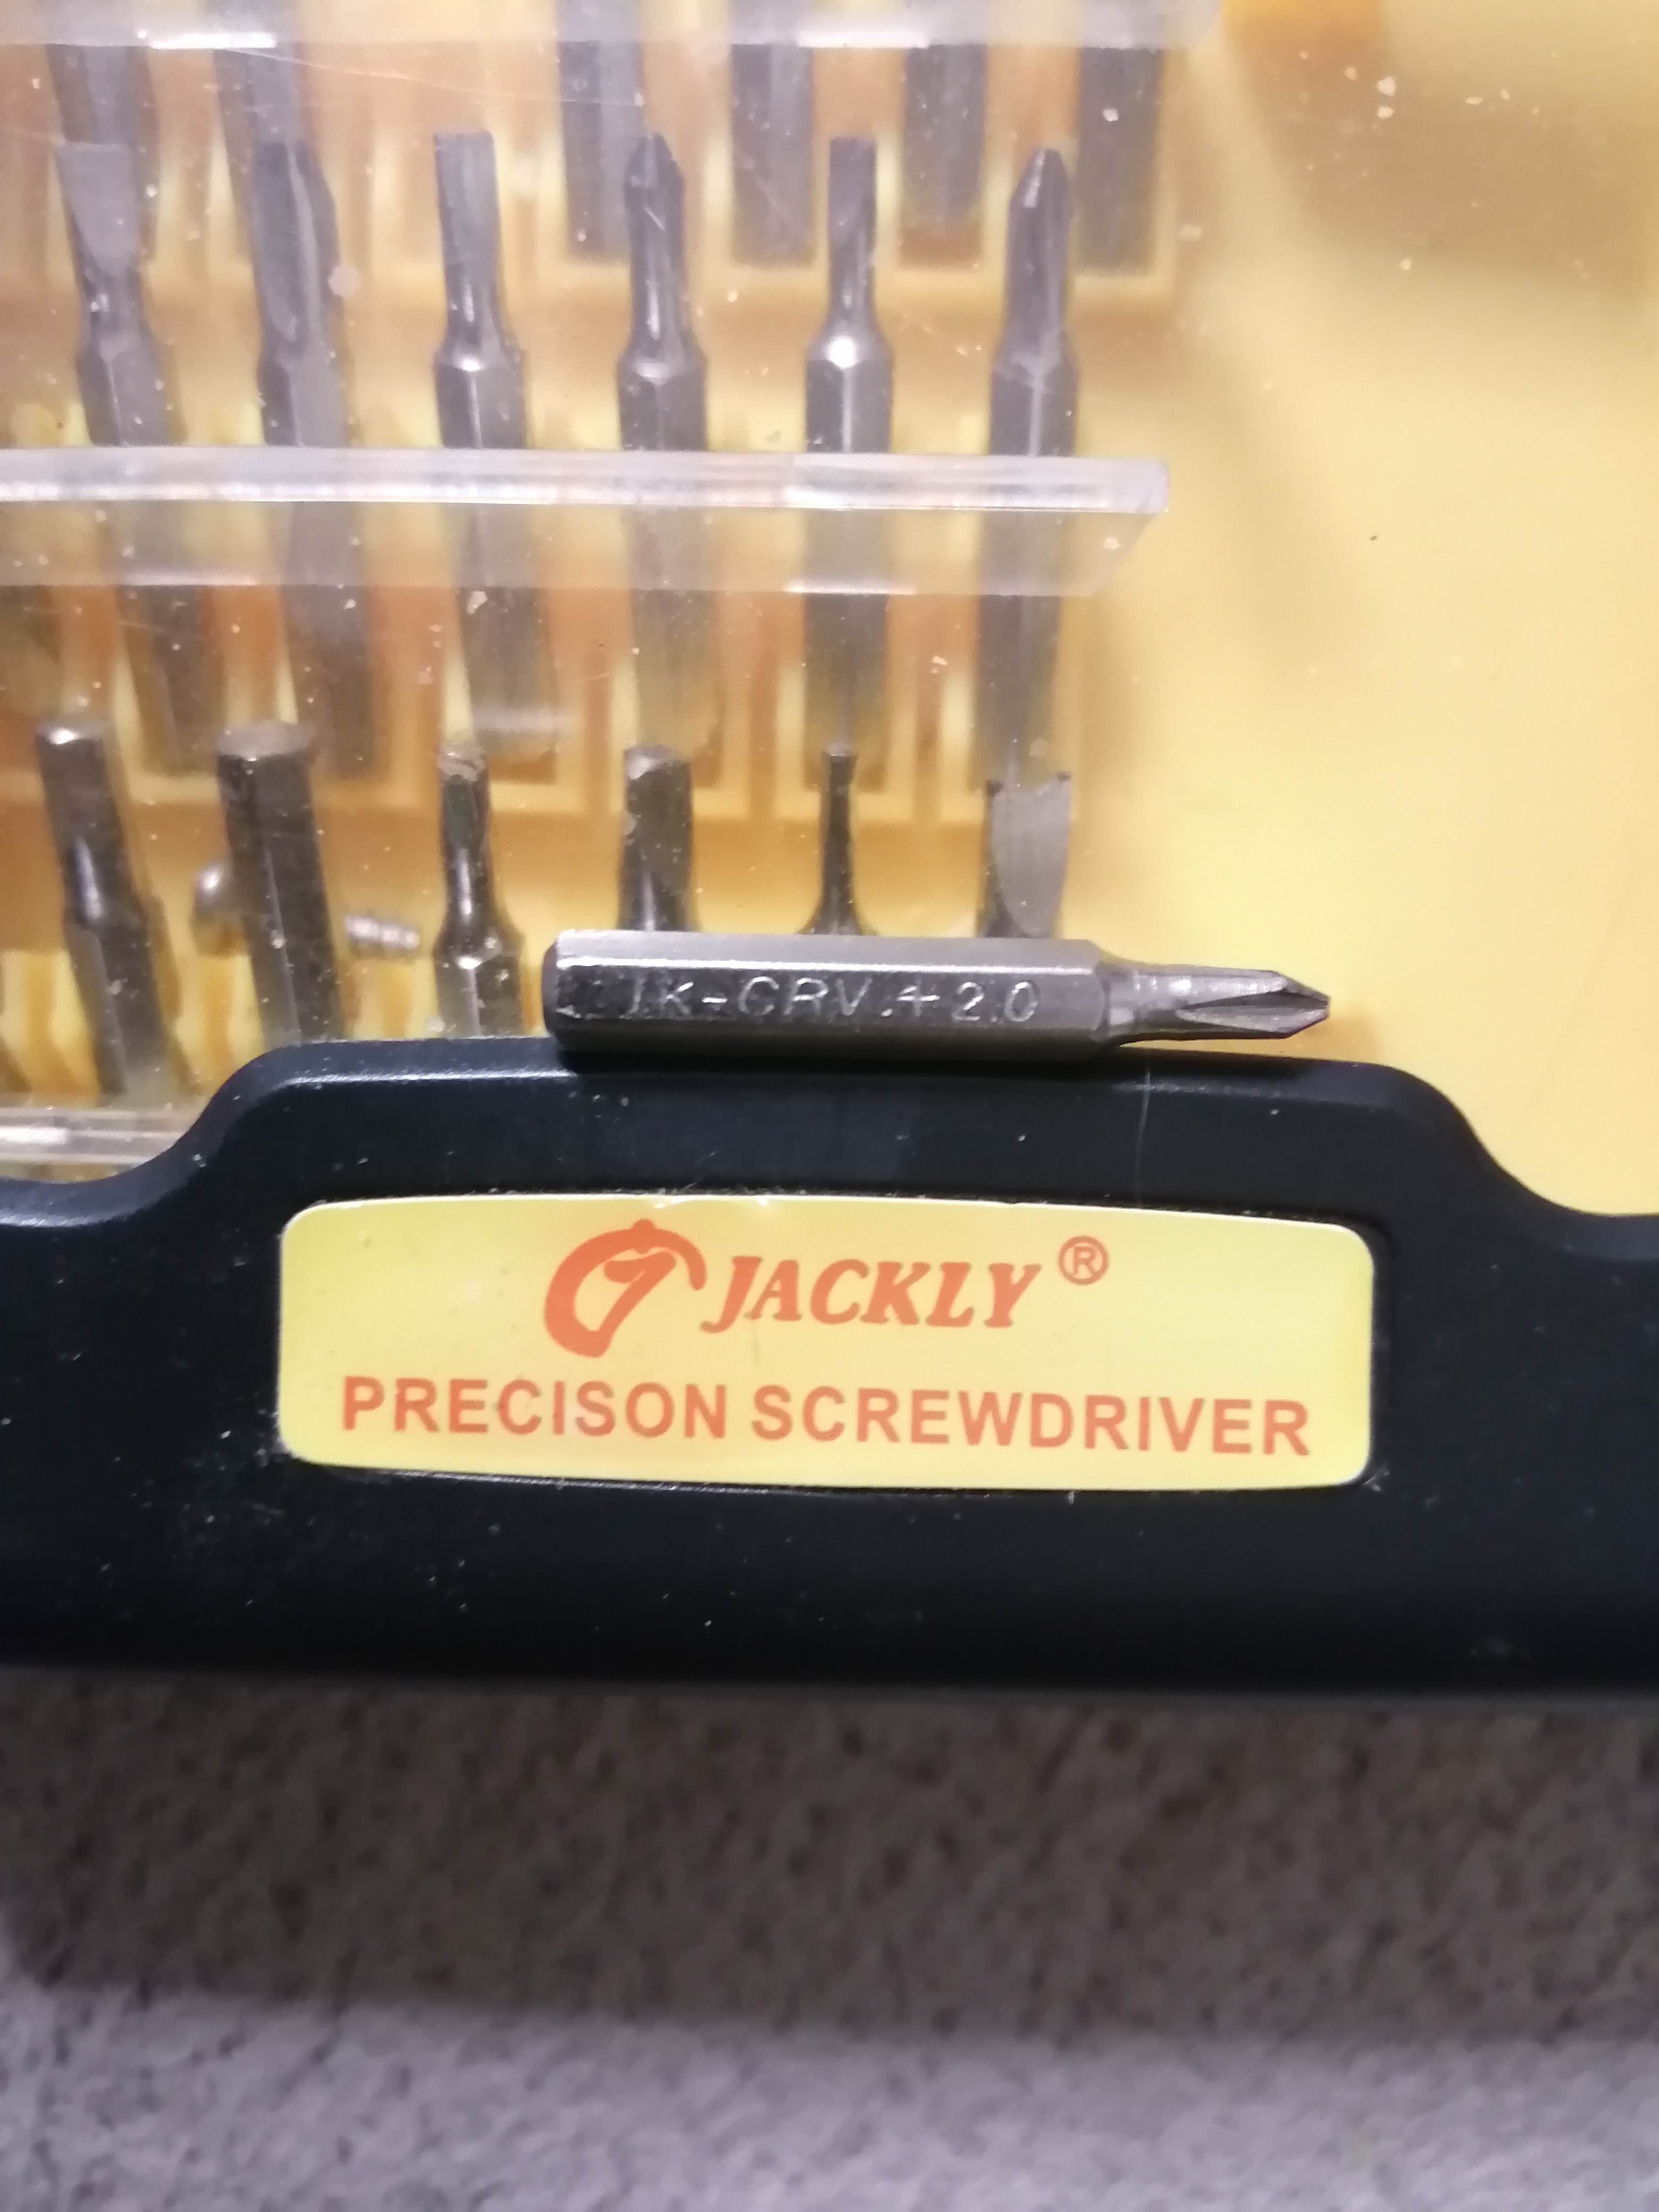 JK-CRV.+2.0
JACKLY ®
PRECISON SCREWDRIVER